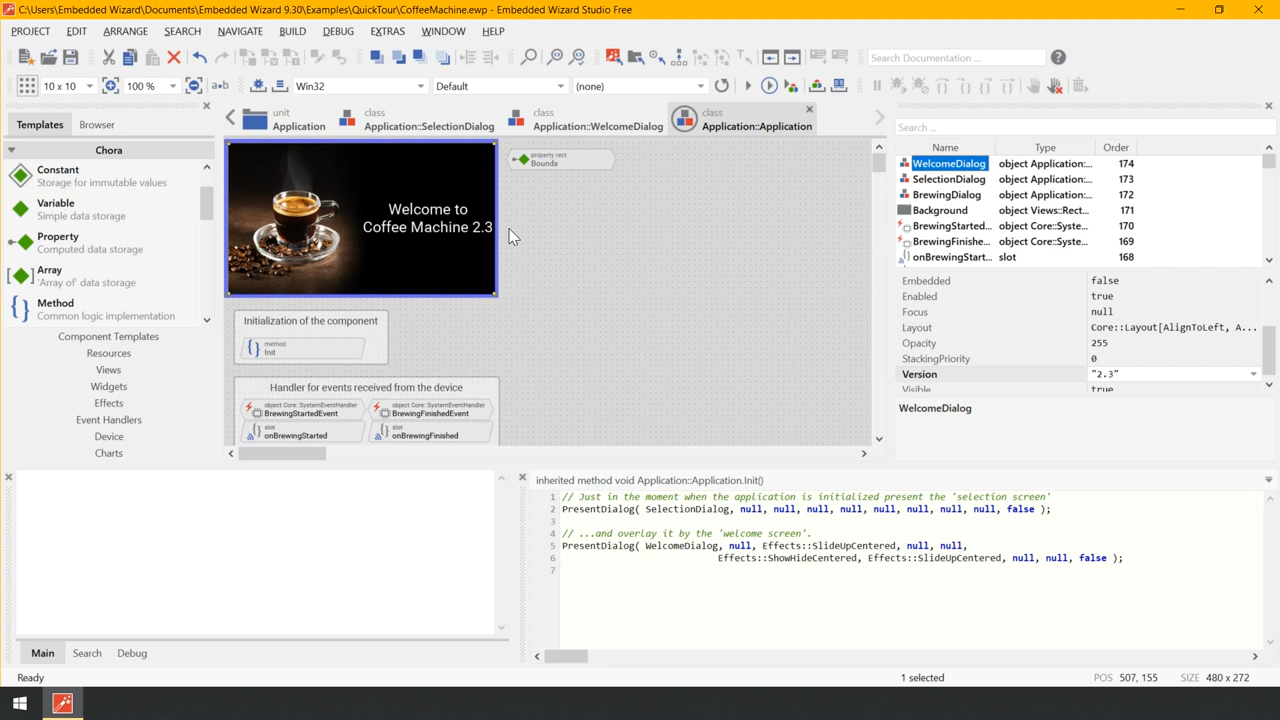 C:\Users\Embedded Wizard\Documents\Embedded Wizard 9.30\Examples\QuickTour\CoffeeMachine.ewp - Embedded Wizard Studio Free
PROJECT EDIT ARRANGE SEARCH NAVIGATE BUILD DEBUG EXTRAS WINDOW HELP
Search Documentation ...
10 x 10 100 % a-b Win32 Default (none)
Templates Browser
Chora
Constant
Storage for immutable values
Variable
Simple data storage
Property
Computed data storage
Array
'Array of' data storage
Method
Common logic implementation
Component Templates
Resources
Views
Widgets
Effects
Event Handlers
Device
Charts
unit
Application
class
Application::SelectionDialog
class
Application::WelcomeDialog
class
Application::Application
Welcome to
Coffee Machine 2.3
property rect
Bounds
Initialization of the component
method
Init
Handler for events received from the device
object Core::SystemEventHandler
BrewingStartedEvent
object Core::SystemEventHandler
BrewingFinishedEvent
slot
onBrewingStarted
slot
onBrewingFinished
Search ...
Name Type Order
WelcomeDialog object Application:... 174
SelectionDialog object Application:... 173
BrewingDialog object Application:... 172
Background object Views::Rect... 171
BrewingStarted... object Core::Syste... 170
BrewingFinishe... object Core::Syste... 169
onBrewingStart... slot 168
Embedded false
Enabled true
Focus null
Layout Core::Layout[AlignToLeft, A...
Opacity 255
StackingPriority 0
Version "2.3"
Visible true
WelcomeDialog
Main Search Debug
inherited method void Application::Application.Init()
1 // Just in the moment when the application is initialized present the 'selection screen'
2 PresentDialog( SelectionDialog, null, null, null, null, null, null, null, null, false );
3
4 // ...and overlay it by the 'welcome screen'.
5 PresentDialog( WelcomeDialog, null, Effects::SlideUpCentered, null, null,
6 Effects::ShowHideCentered, Effects::SlideUpCentered, null, null, false );
7
Ready 1 selected POS 507, 155 SIZE 480 x 272